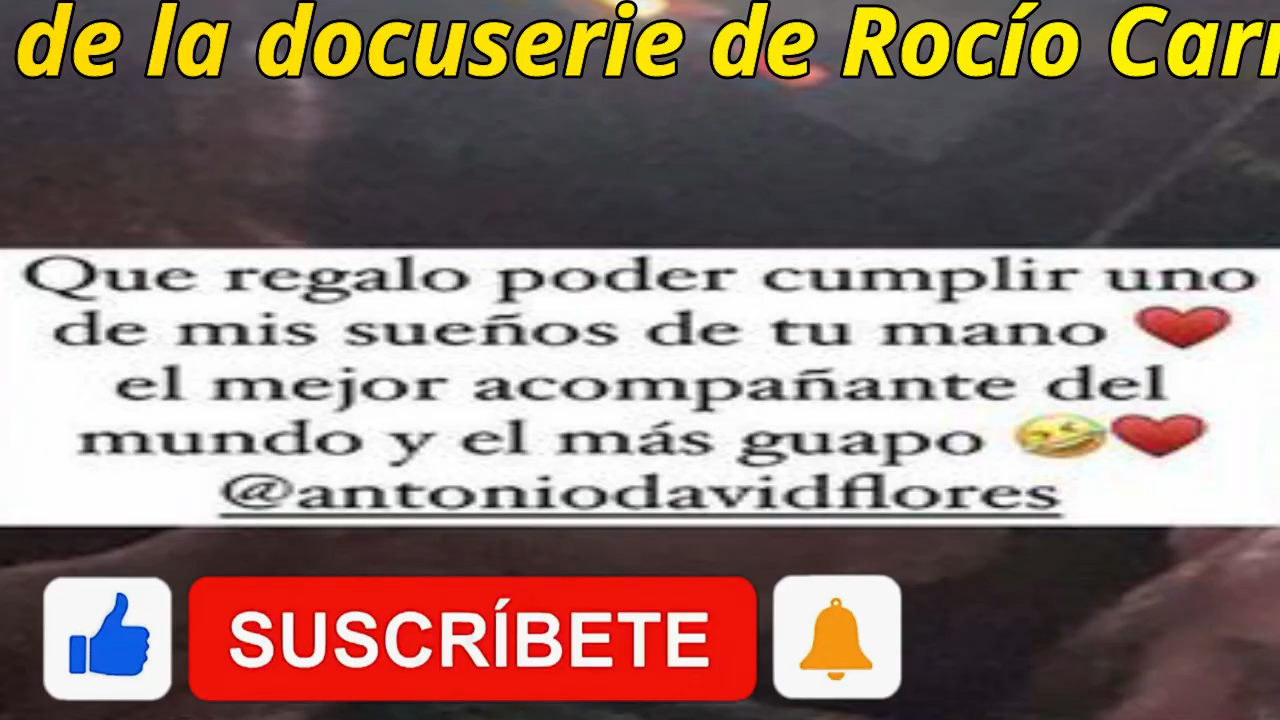 de la docuserie de Rocío Carr
Que regalo poder cumplir uno
de mis sueños de tu mano ❤️
el mejor acompañante del
mundo y el más guapo 🤣❤️
@antoniodavidflores
SUSCRÍBETE